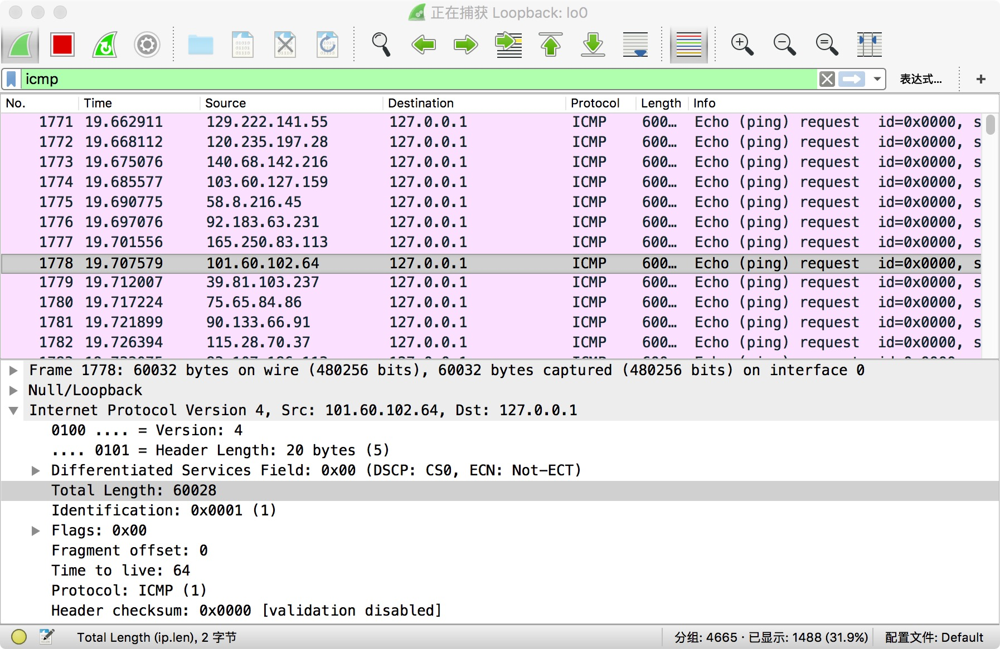 正在捕获 Loopback: lo0
icmp
表达式...
+
No. Time Source Destination Protocol Length Info
1771 19.662911 129.222.141.55 127.0.0.1 ICMP 600… Echo (ping) request id=0x0000, s
1772 19.668112 120.235.197.28 127.0.0.1 ICMP 600… Echo (ping) request id=0x0000, s
1773 19.675076 140.68.142.216 127.0.0.1 ICMP 600… Echo (ping) request id=0x0000, s
1774 19.685577 103.60.127.159 127.0.0.1 ICMP 600… Echo (ping) request id=0x0000, s
1775 19.690775 58.8.216.45 127.0.0.1 ICMP 600… Echo (ping) request id=0x0000, s
1776 19.697076 92.183.63.231 127.0.0.1 ICMP 600… Echo (ping) request id=0x0000, s
1777 19.701556 165.250.83.113 127.0.0.1 ICMP 600… Echo (ping) request id=0x0000, s
1778 19.707579 101.60.102.64 127.0.0.1 ICMP 600… Echo (ping) request id=0x0000, s
1779 19.712007 39.81.103.237 127.0.0.1 ICMP 600… Echo (ping) request id=0x0000, s
1780 19.717224 75.65.84.86 127.0.0.1 ICMP 600… Echo (ping) request id=0x0000, s
1781 19.721899 90.133.66.91 127.0.0.1 ICMP 600… Echo (ping) request id=0x0000, s
1782 19.726394 115.28.70.37 127.0.0.1 ICMP 600… Echo (ping) request id=0x0000, s
Frame 1778: 60032 bytes on wire (480256 bits), 60032 bytes captured (480256 bits) on interface 0
Null/Loopback
Internet Protocol Version 4, Src: 101.60.102.64, Dst: 127.0.0.1
0100 .... = Version: 4
.... 0101 = Header Length: 20 bytes (5)
Differentiated Services Field: 0x00 (DSCP: CS0, ECN: Not-ECT)
Total Length: 60028
Identification: 0x0001 (1)
Flags: 0x00
Fragment offset: 0
Time to live: 64
Protocol: ICMP (1)
Header checksum: 0x0000 [validation disabled]
Total Length (ip.len), 2 字节
分组: 4665 · 已显示: 1488 (31.9%)
配置文件: Default